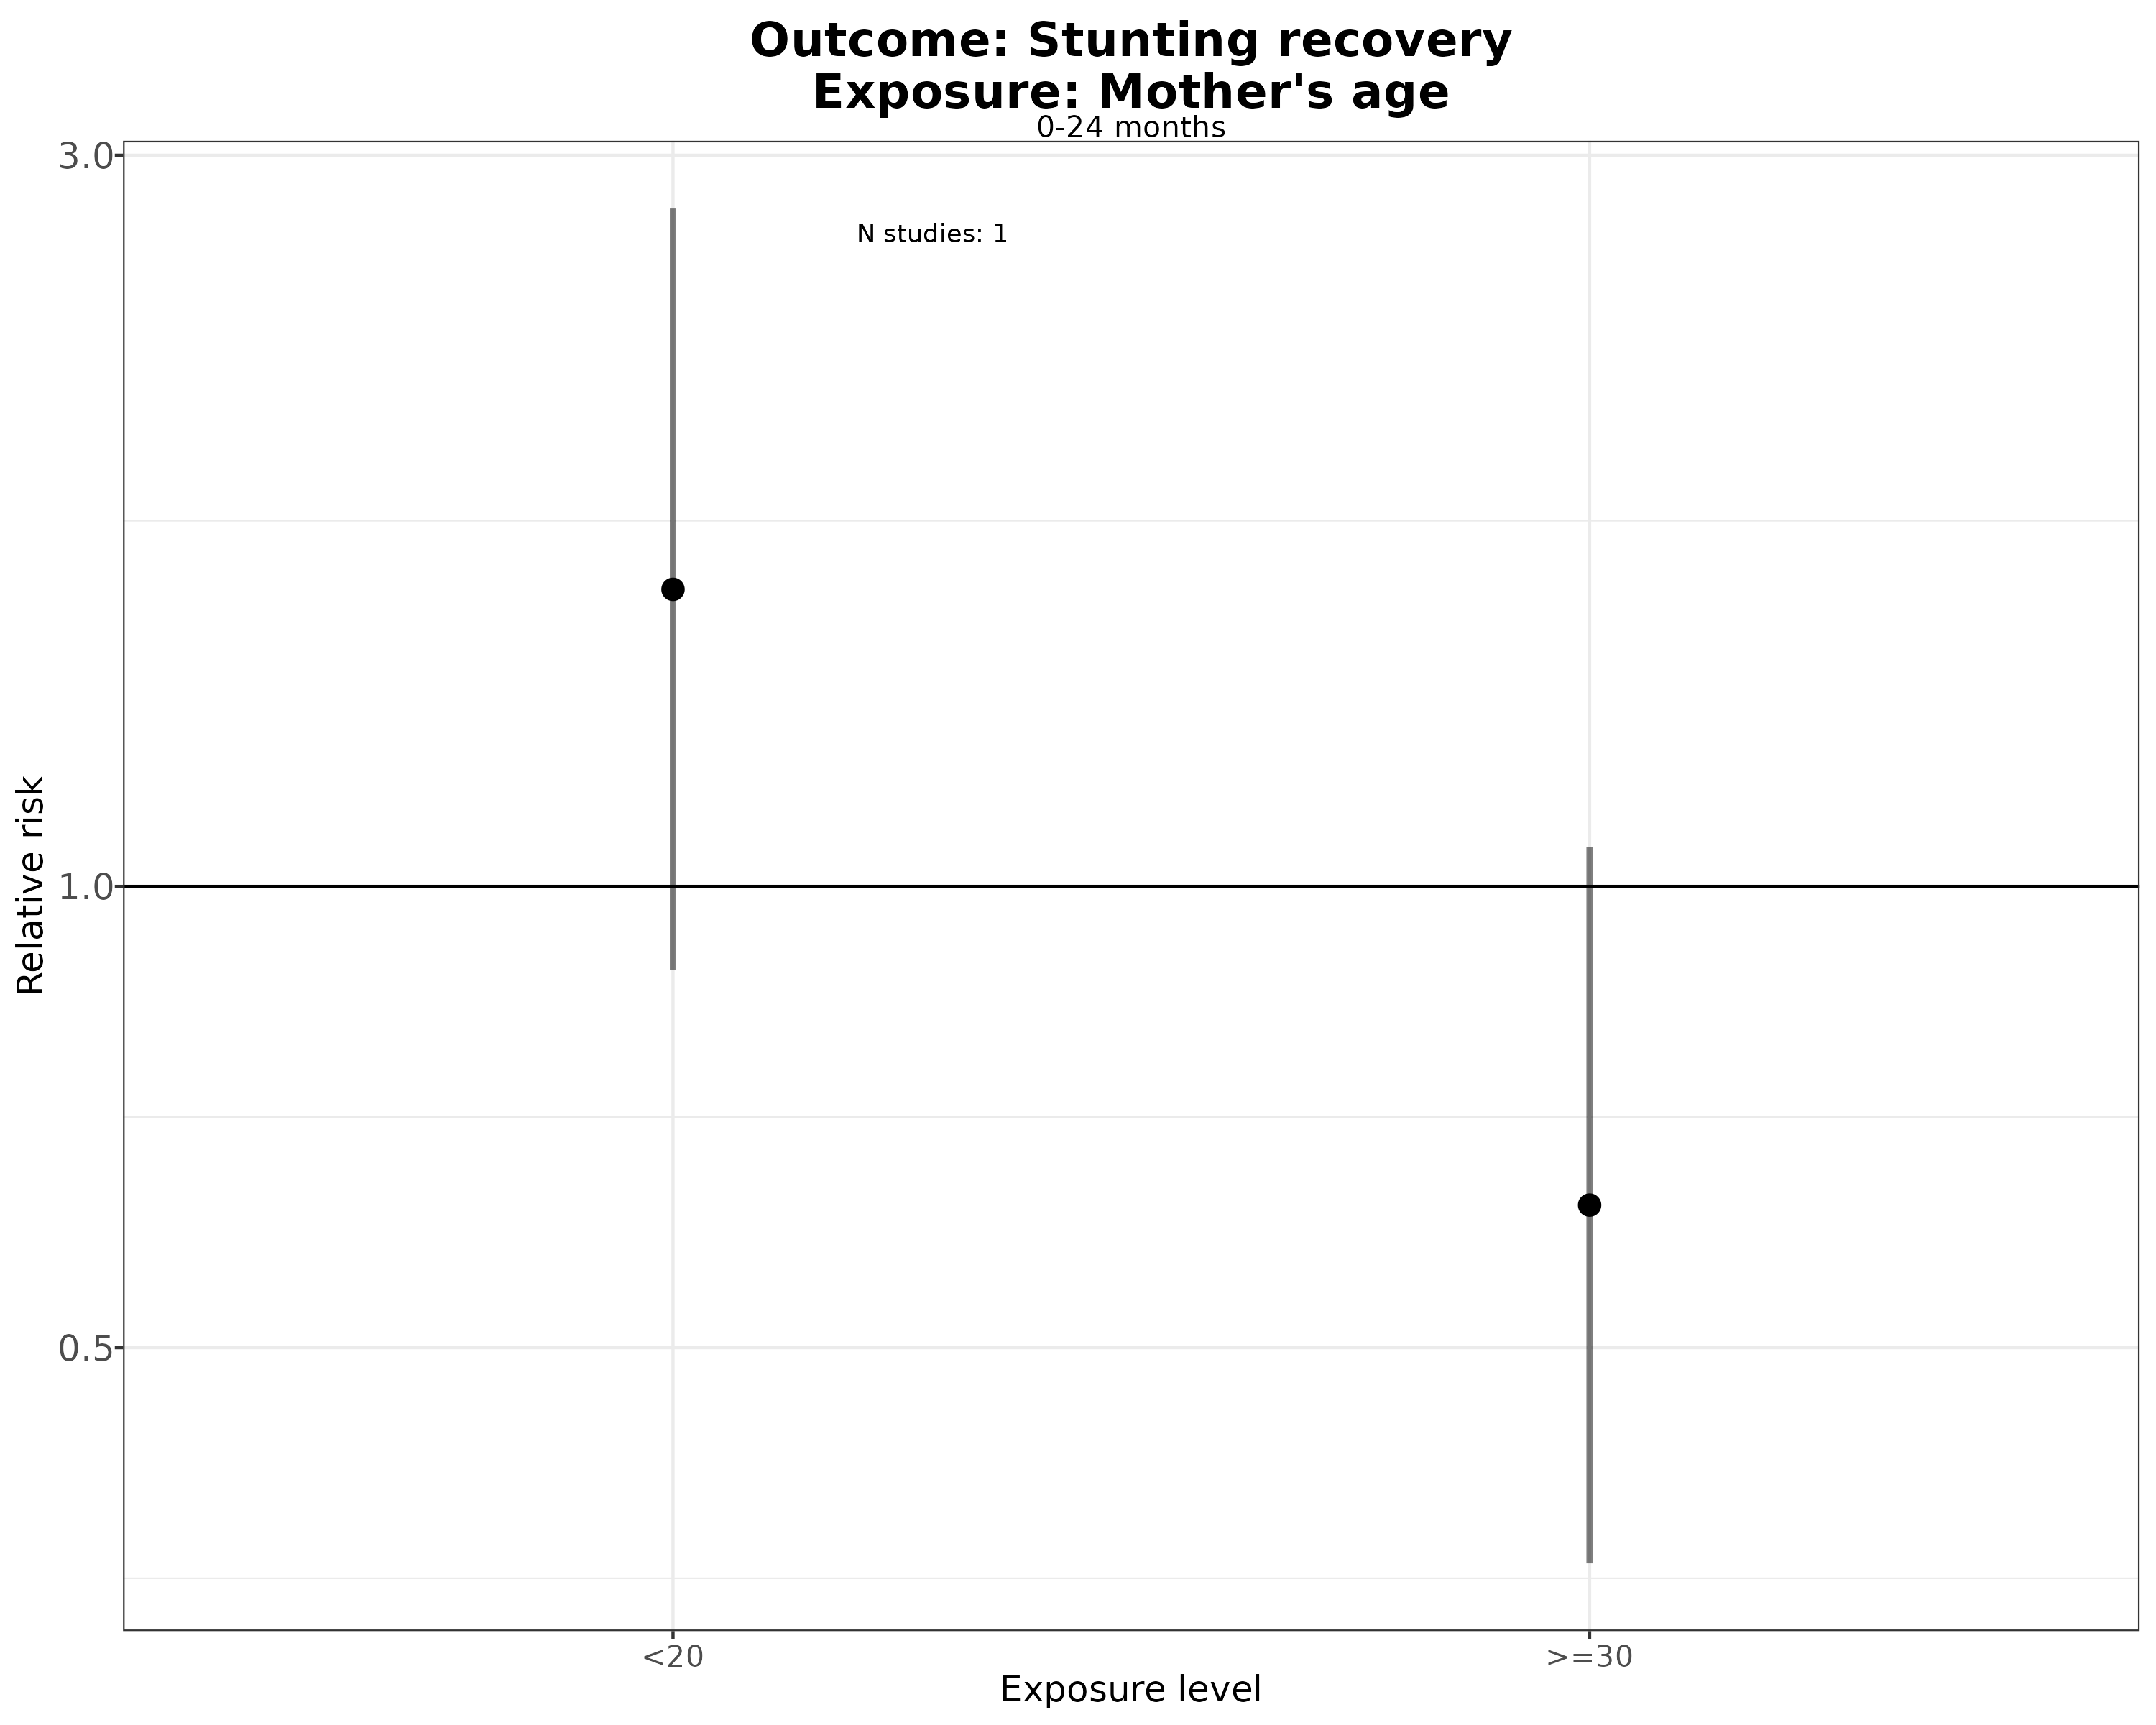 Outcome: Stunting recovery
Exposure: Mother's age
0-24 months
3.0
N studies: 1
Relative risk
1.0
0.5
<20
>=30
Exposure level